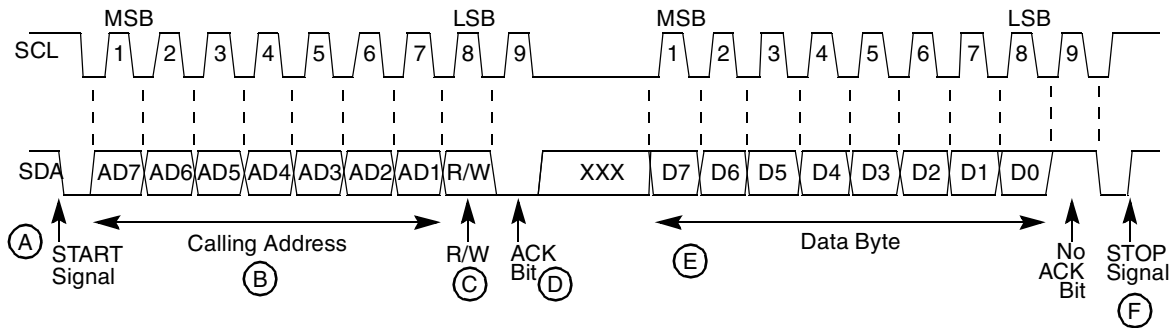 MSB LSB MSB LSB
SCL 1 2 3 4 5 6 7 8 9 1 2 3 4 5 6 7 8 9
SDA AD7 AD6 AD5 AD4 AD3 AD2 AD1 R/W XXX D7 D6 D5 D4 D3 D2 D1 D0
A START Signal
Calling Address
B
R/W
C
ACK
Bit D
E
Data Byte
No
ACK
Bit
STOP
Signal
F